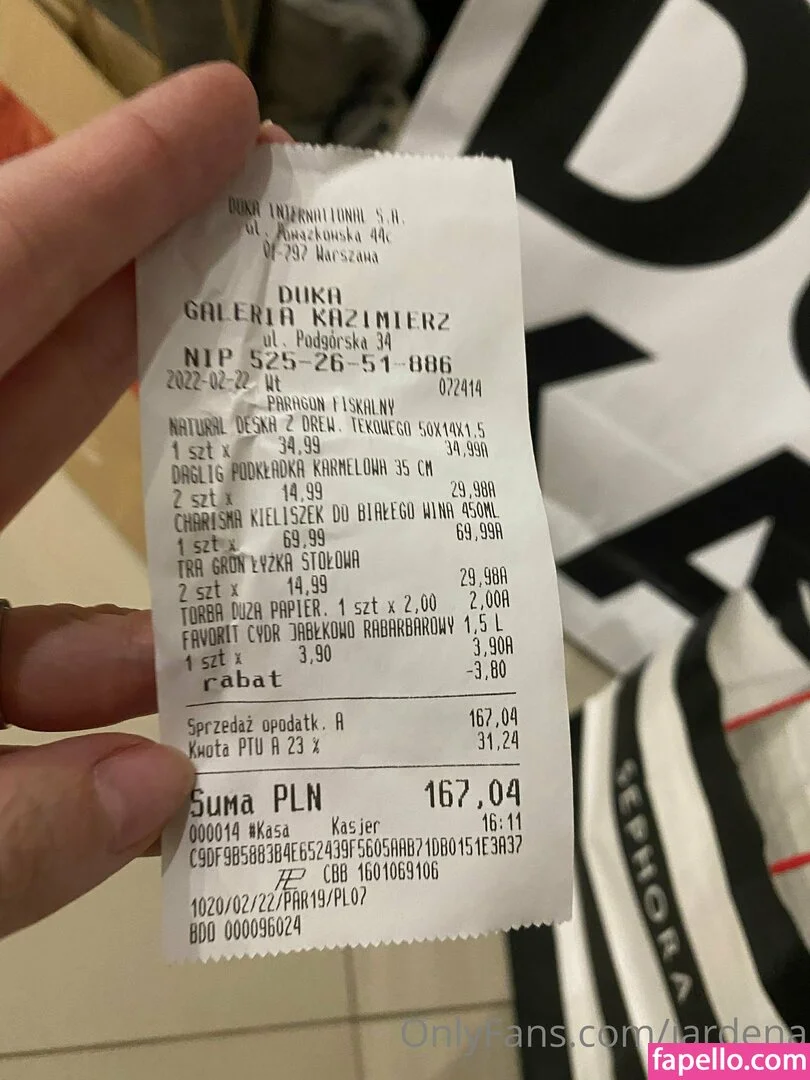 DUKA INTERNATIONAL S.A.
ul. Powązkowska 44c
01-797 Warszawa
DUKA
GALERIA KAZIMIERZ
ul. Podgórska 34
NIP 525-26-51-886
2022-02-22 Wt 072414
PARAGON FISKALNY
NATURAL DESKA Z DREW. TEKOWEGO 50X14X1.5
1 szt x 34,99 34,99A
DAGLIG PODKŁADKA KARMELOWA 35 CM
2 szt x 14,99 29,98A
CHARISMA KIELISZEK DO BIAŁEGO WINA 450ML
1 szt x 69,99 69,99A
TRA GRON ŁYŻKA STOŁOWA
2 szt x 14,99 29,98A
TORBA DUZA PAPIER. 1 szt x 2,00 2,00A
FAVORIT CYDR JABŁKOWO RABARBAROWY 1,5 L
1 szt x 3,90 3,90A
rabat -3,80
Sprzedaż opodatk. A 167,04
Kwota PTU A 23 % 31,24
Suma PLN 167,04
000014 #Kasa Kasjer 16:11
C9DF9B5883B4E652439F5605AAB71DB0151E3A37
CBB 1601069106
1020/02/22/PAR19/PL07
BDO 000096024
SEPHORA
OnlyFans.com/jardena
fapello.com